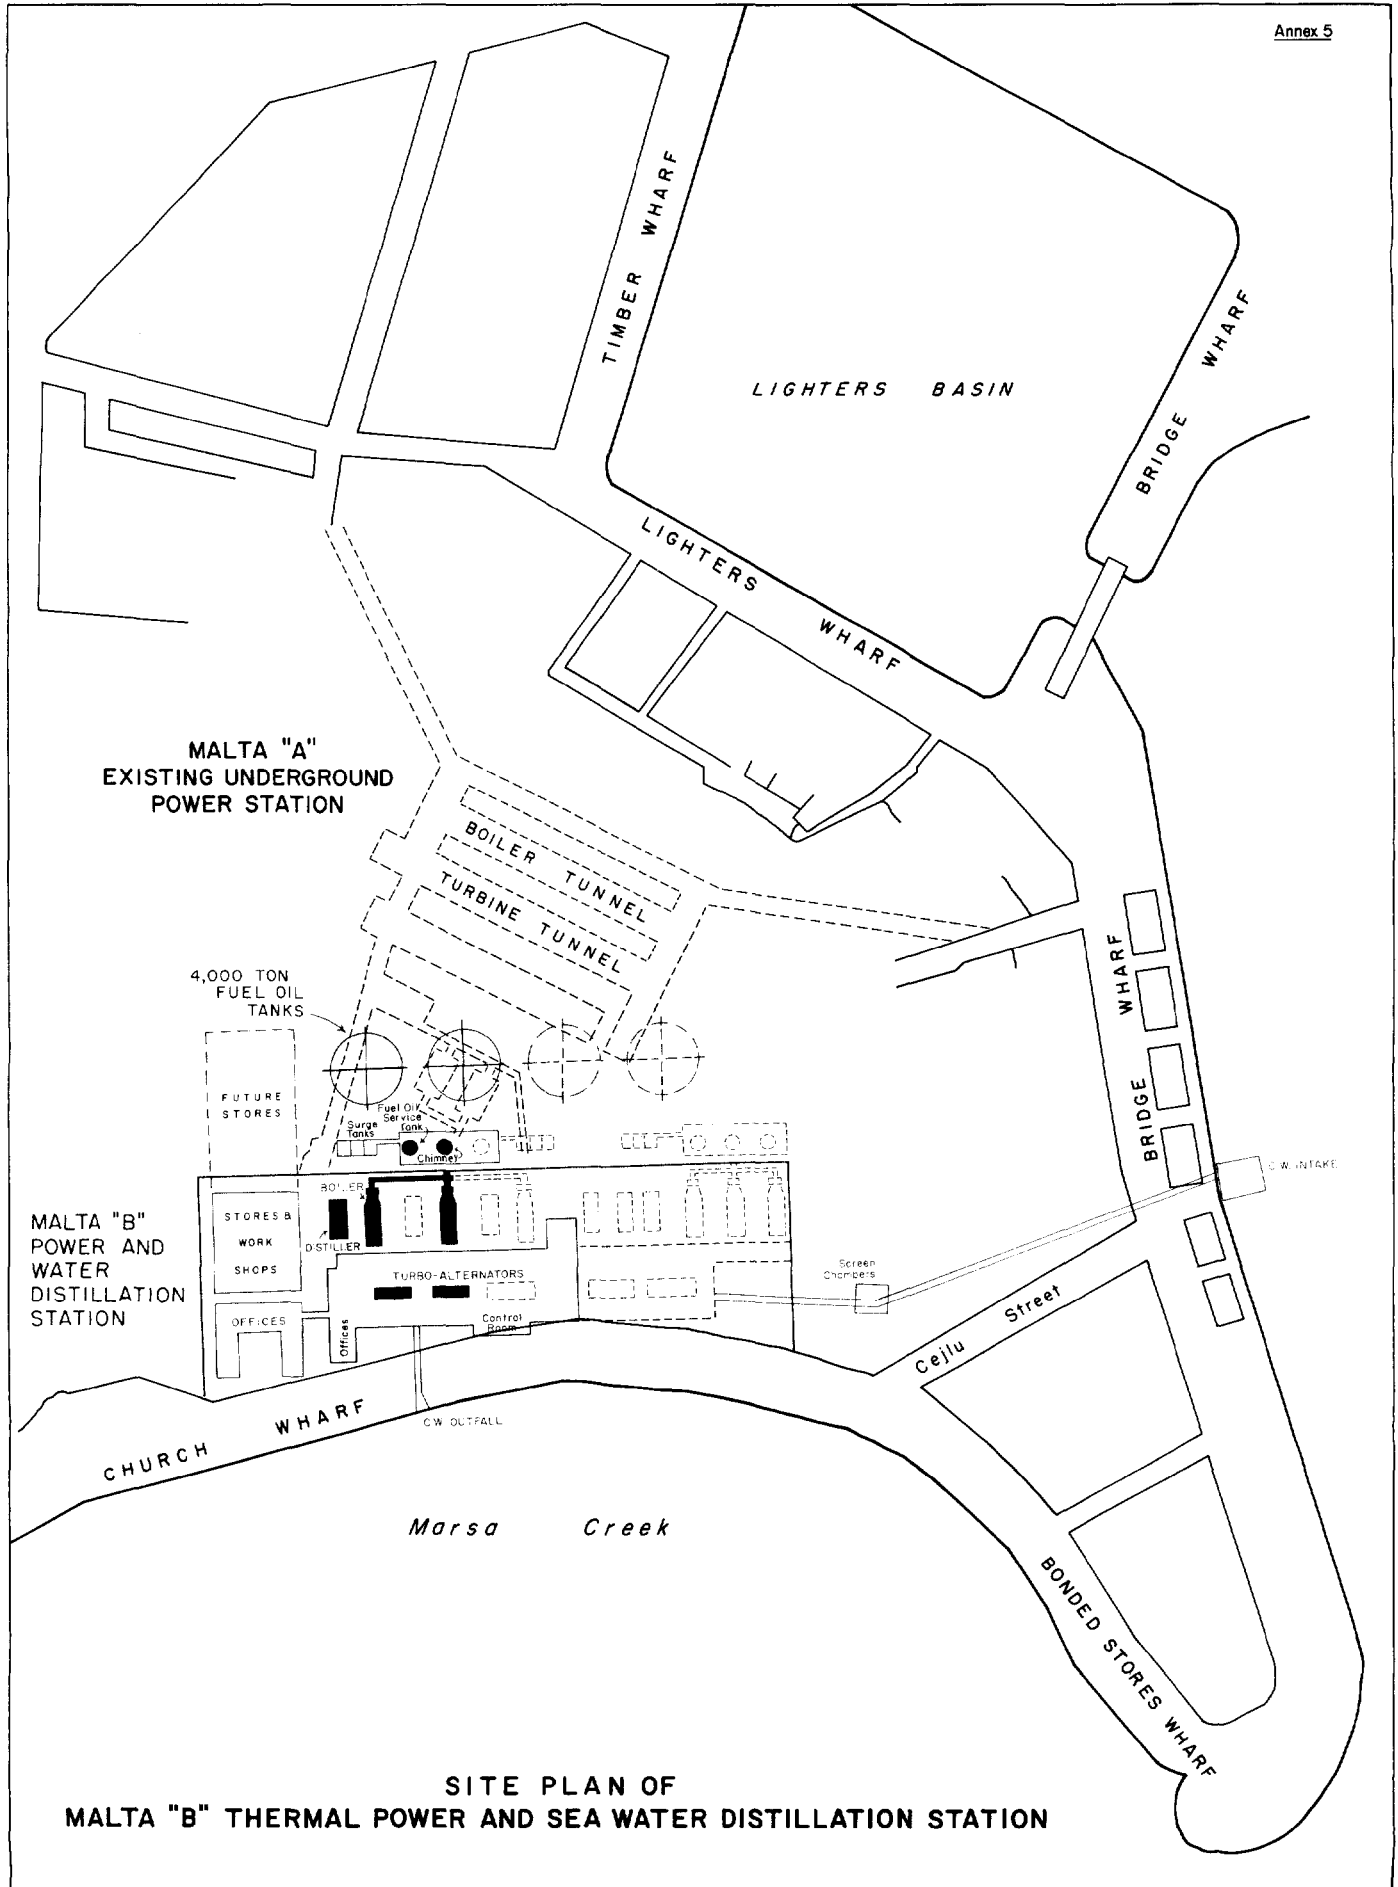 Annex 5
TIMBER WHARF
LIGHTERS BASIN
BRIDGE WHARF
LIGHTERS WHARF
MALTA "A"
EXISTING UNDERGROUND
POWER STATION
BOILER TUNNEL
TURBINE TUNNEL
BRIDGE WHARF
4,000 TON
FUEL OIL
TANKS
FUTURE
STORES
Fuel Oil
Service
Tank
Surge
Tanks
Chimney
C.W. INTAKE
BOILER
MALTA "B"
POWER AND
WATER
DISTILLATION
STATION
STORES &
WORK
SHOPS
DISTILLER
TURBO-ALTERNATORS
Screen
Chambers
OFFICES
Offices
Control
Room
Cejlu Street
CHURCH WHARF
C.W. OUTFALL
Marsa Creek
BONDED STORES WHARF
SITE PLAN OF
MALTA "B" THERMAL POWER AND SEA WATER DISTILLATION STATION